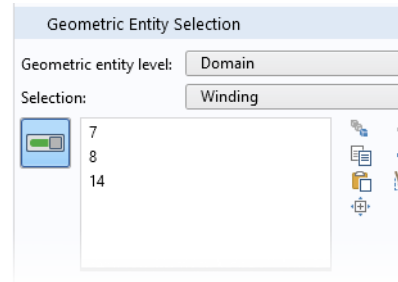 Geometric Entity Selection
Geometric entity level: Domain
Selection: Winding
7
8
14